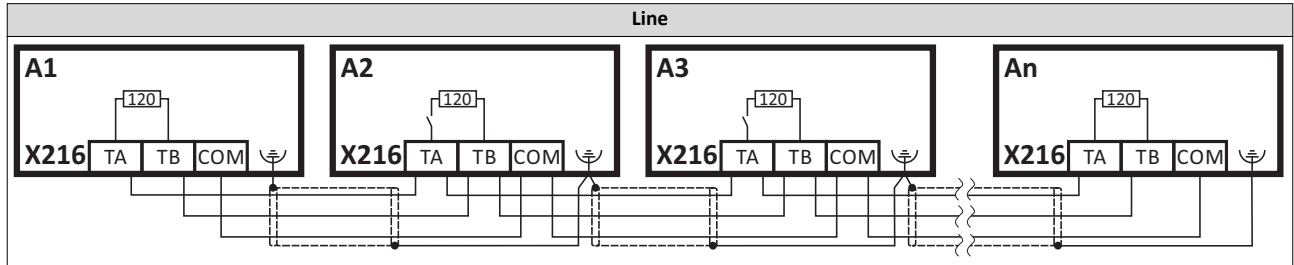 Line
A1 A2 A3 An
120 120 120 120
X216 TA TB COM X216 TA TB COM X216 TA TB COM X216 TA TB COM